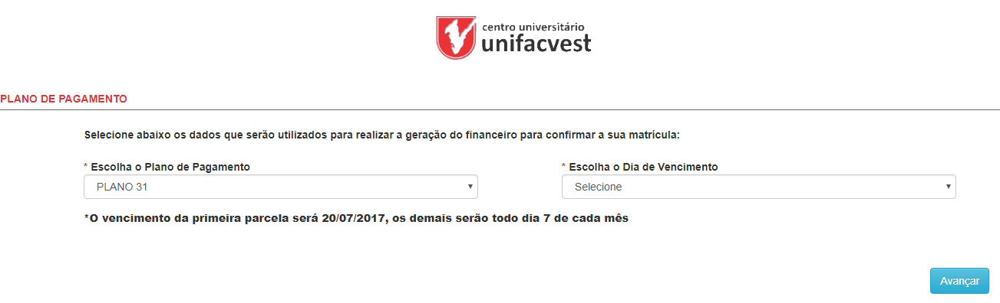 centro universitário
unifacvest
PLANO DE PAGAMENTO
Selecione abaixo os dados que serão utilizados para realizar a geração do financeiro para confirmar a sua matrícula:
* Escolha o Plano de Pagamento
* Escolha o Dia de Vencimento
PLANO 31
Selecione
*O vencimento da primeira parcela será 20/07/2017, os demais serão todo dia 7 de cada mês
Avançar